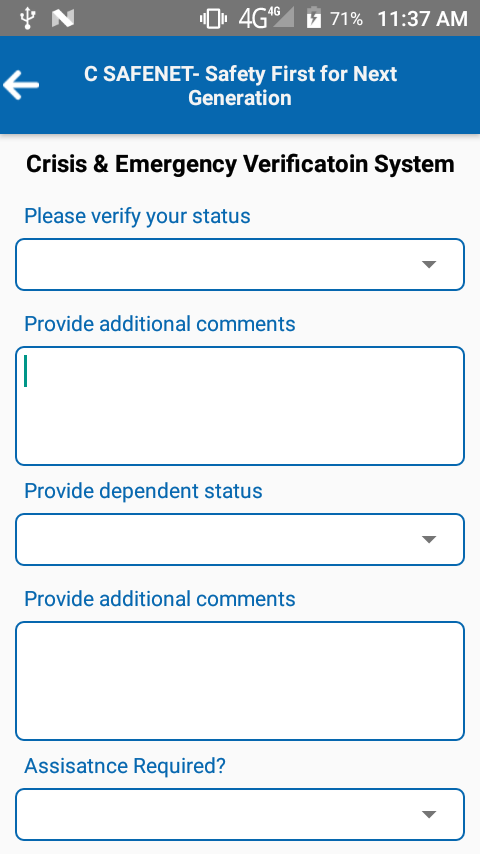 4G 4G 71% 11:37 AM
C SAFENET- Safety First for Next
Generation
Crisis & Emergency Verificatoin System
Please verify your status
Provide additional comments
Provide dependent status
Provide additional comments
Assisatnce Required?